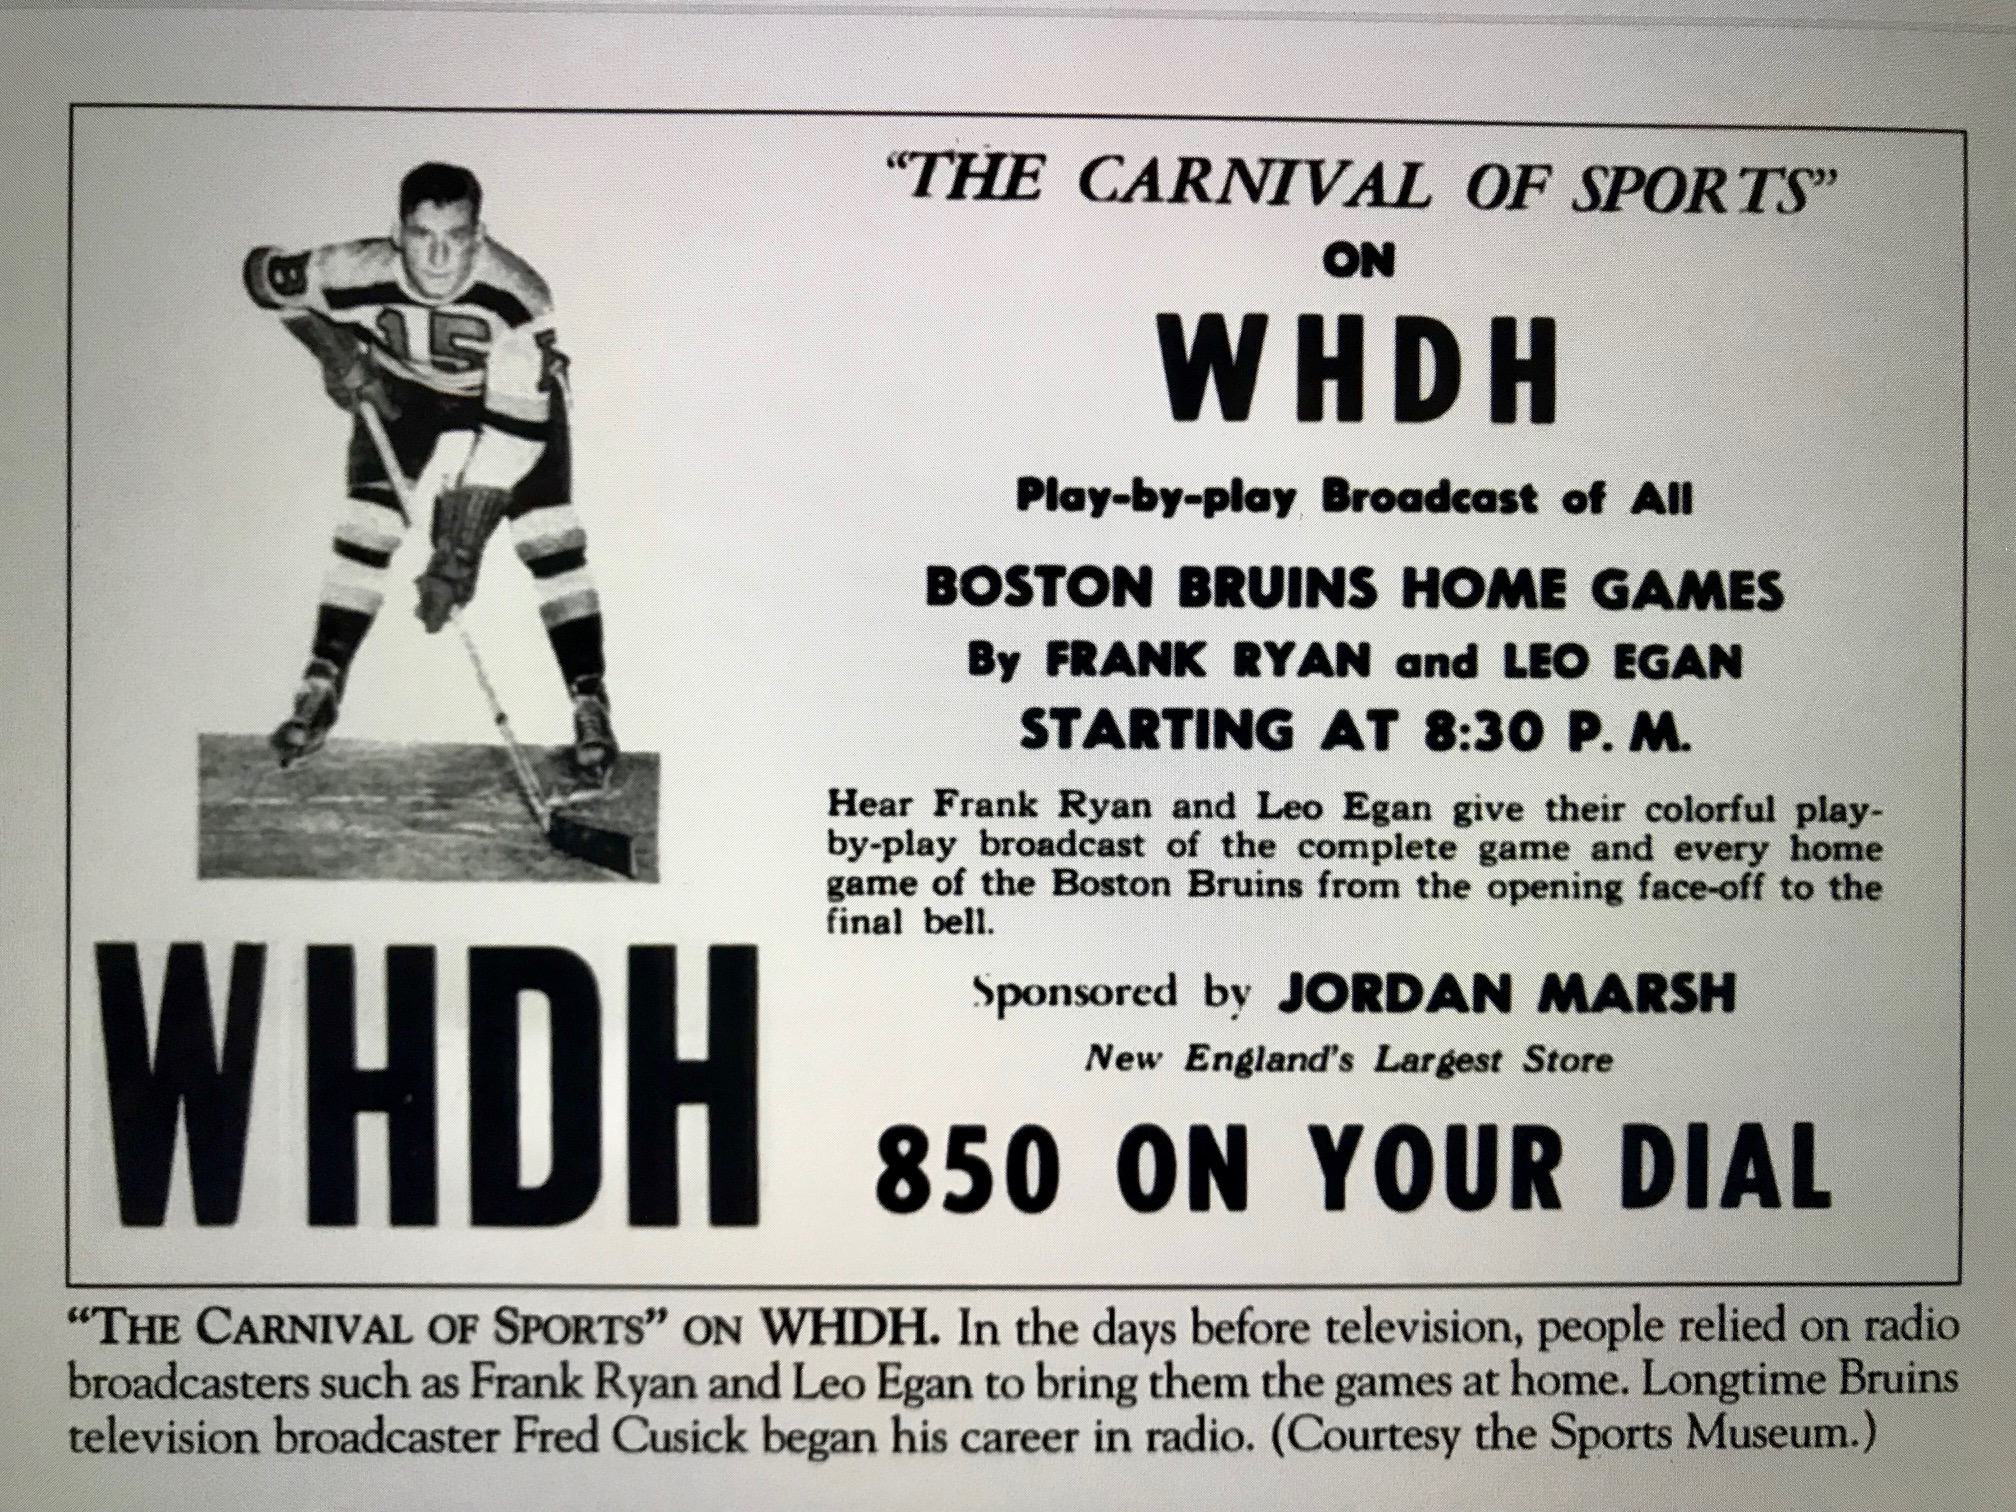 "THE CARNIVAL OF SPORTS"
ON
WHDH
Play-by-play Broadcast of All
BOSTON BRUINS HOME GAMES
By FRANK RYAN and LEO EGAN
STARTING AT 8:30 P. M.
Hear Frank Ryan and Leo Egan give their colorful play-
by-play broadcast of the complete game and every home
game of the Boston Bruins from the opening face-off to the
final bell.
Sponsored by JORDAN MARSH
New England's Largest Store
850 ON YOUR DIAL
B
15
WHDH
"THE CARNIVAL OF SPORTS" ON WHDH. In the days before television, people relied on radio
broadcasters such as Frank Ryan and Leo Egan to bring them the games at home. Longtime Bruins
television broadcaster Fred Cusick began his career in radio. (Courtesy the Sports Museum.)